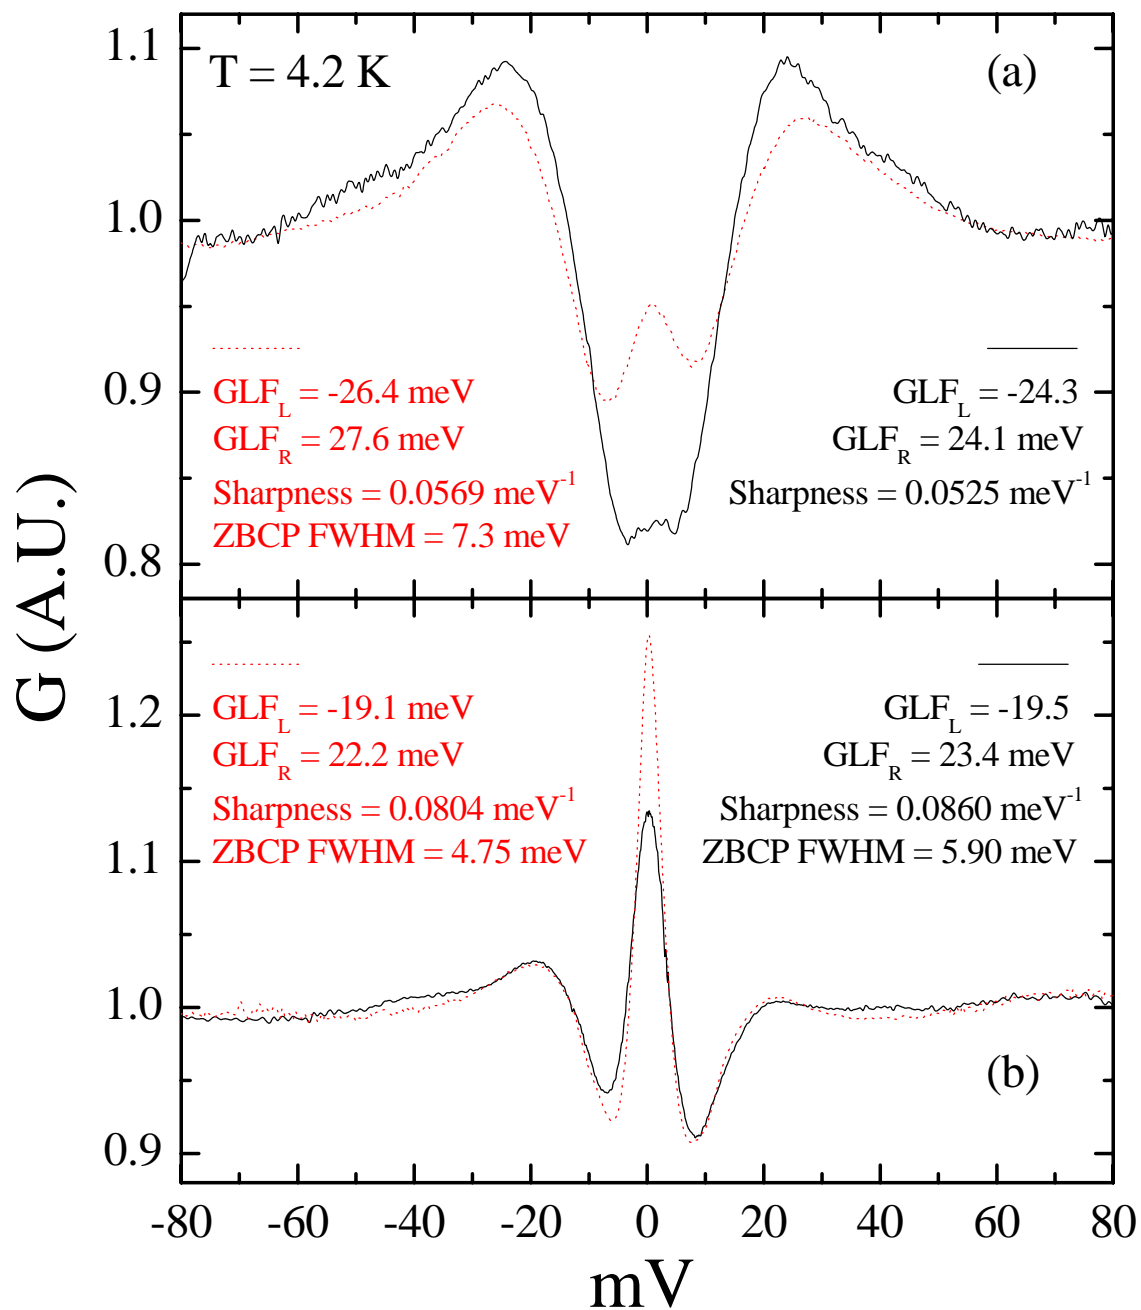 T = 4.2 K
(a)
1.1
1.0
0.9
0.8
GLF_L = -26.4 meV
GLF_R = 27.6 meV
Sharpness = 0.0569 meV^-1
ZBCP FWHM = 7.3 meV
GLF_L = -24.3
GLF_R = 24.1 meV
Sharpness = 0.0525 meV^-1
G (A.U.)
1.2
1.1
1.0
0.9
GLF_L = -19.1 meV
GLF_R = 22.2 meV
Sharpness = 0.0804 meV^-1
ZBCP FWHM = 4.75 meV
GLF_L = -19.5
GLF_R = 23.4 meV
Sharpness = 0.0860 meV^-1
ZBCP FWHM = 5.90 meV
(b)
-80 -60 -40 -20 0 20 40 60 80
mV